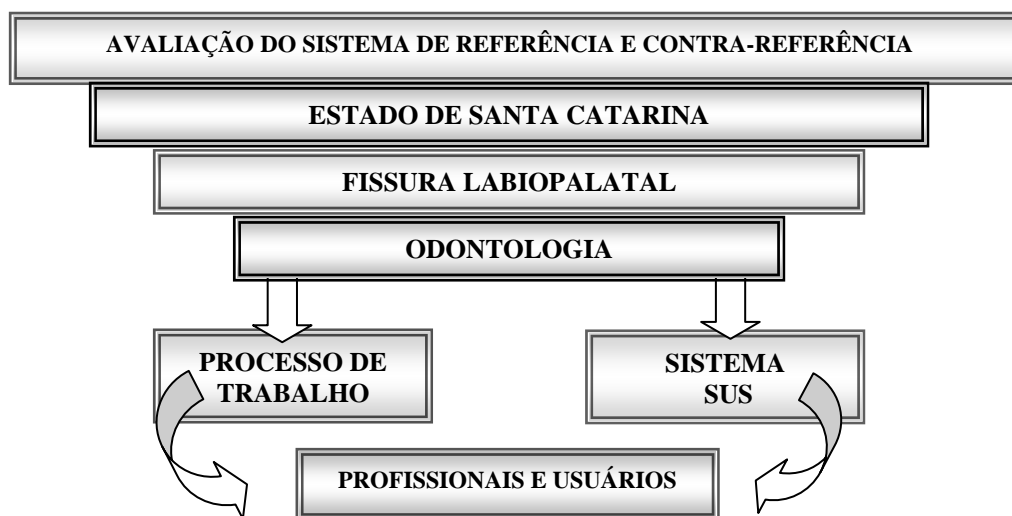 AVALIAÇÃO DO SISTEMA DE REFERÊNCIA E CONTRA-REFERÊNCIA
ESTADO DE SANTA CATARINA
FISSURA LABIOPALATAL
ODONTOLOGIA
PROCESSO DE
TRABALHO
SISTEMA
SUS
PROFISSIONAIS E USUÁRIOS